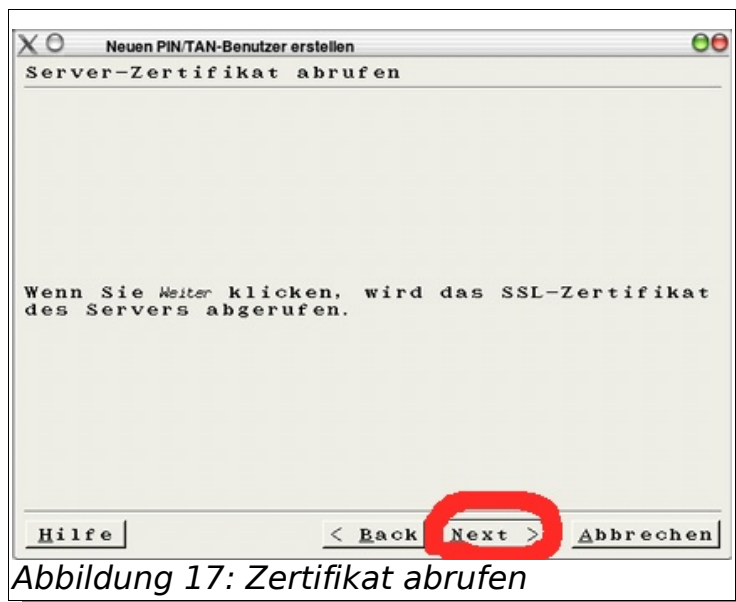 Neuen PIN/TAN-Benutzer erstellen
Server-Zertifikat abrufen
Wenn Sie Weiter klicken, wird das SSL-Zertifikat
des Servers abgerufen.
Hilfe
< Back
Next >
Abbrechen
Abbildung 17: Zertifikat abrufen